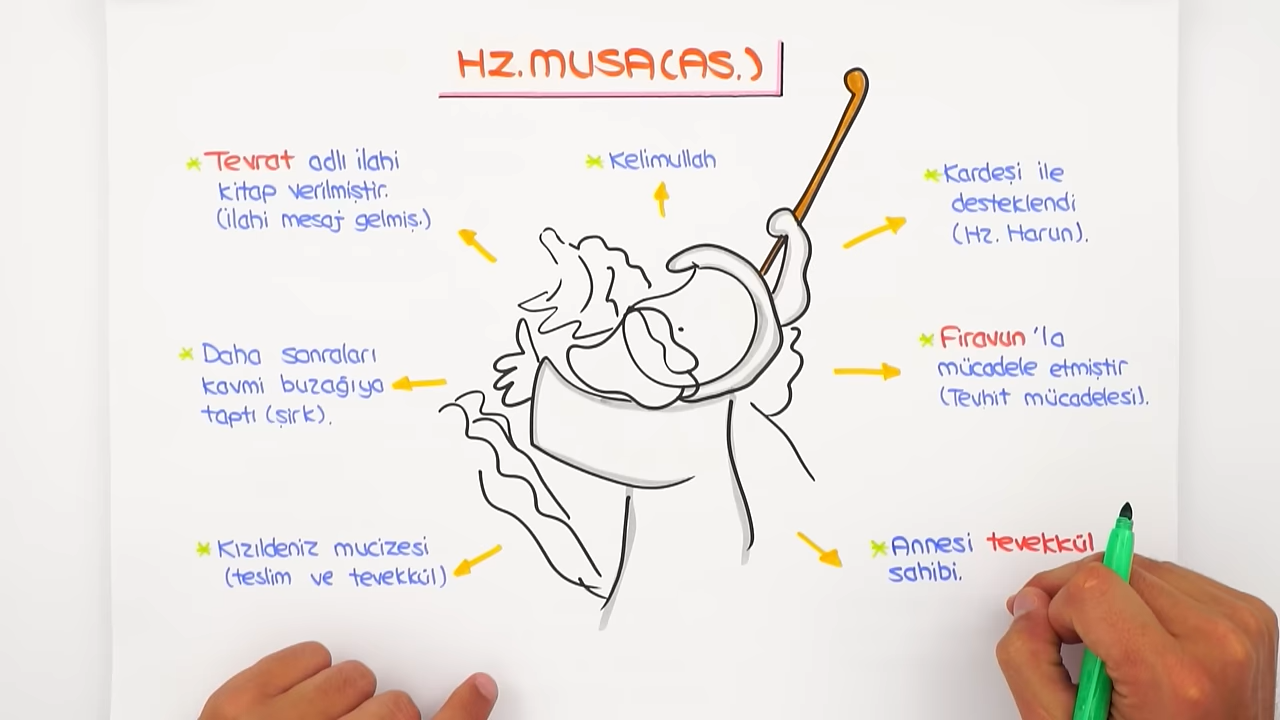 HZ. MUSA (AS.)
* Tevrat adlı ilahi
kitap verilmiştir.
(ilahi mesaj gelmiş.)
* Kelimullah
* Kardeşi ile
desteklendi
(Hz. Harun).
* Daha sonraları
kavmi buzağıya
taptı (şirk).
* Firavun'la
mücadele etmiştir
(Tevhit mücadelesi).
* Kızıldeniz mucizesi
(teslim ve tevekkül)
* Annesi tevekkül
sahibi.